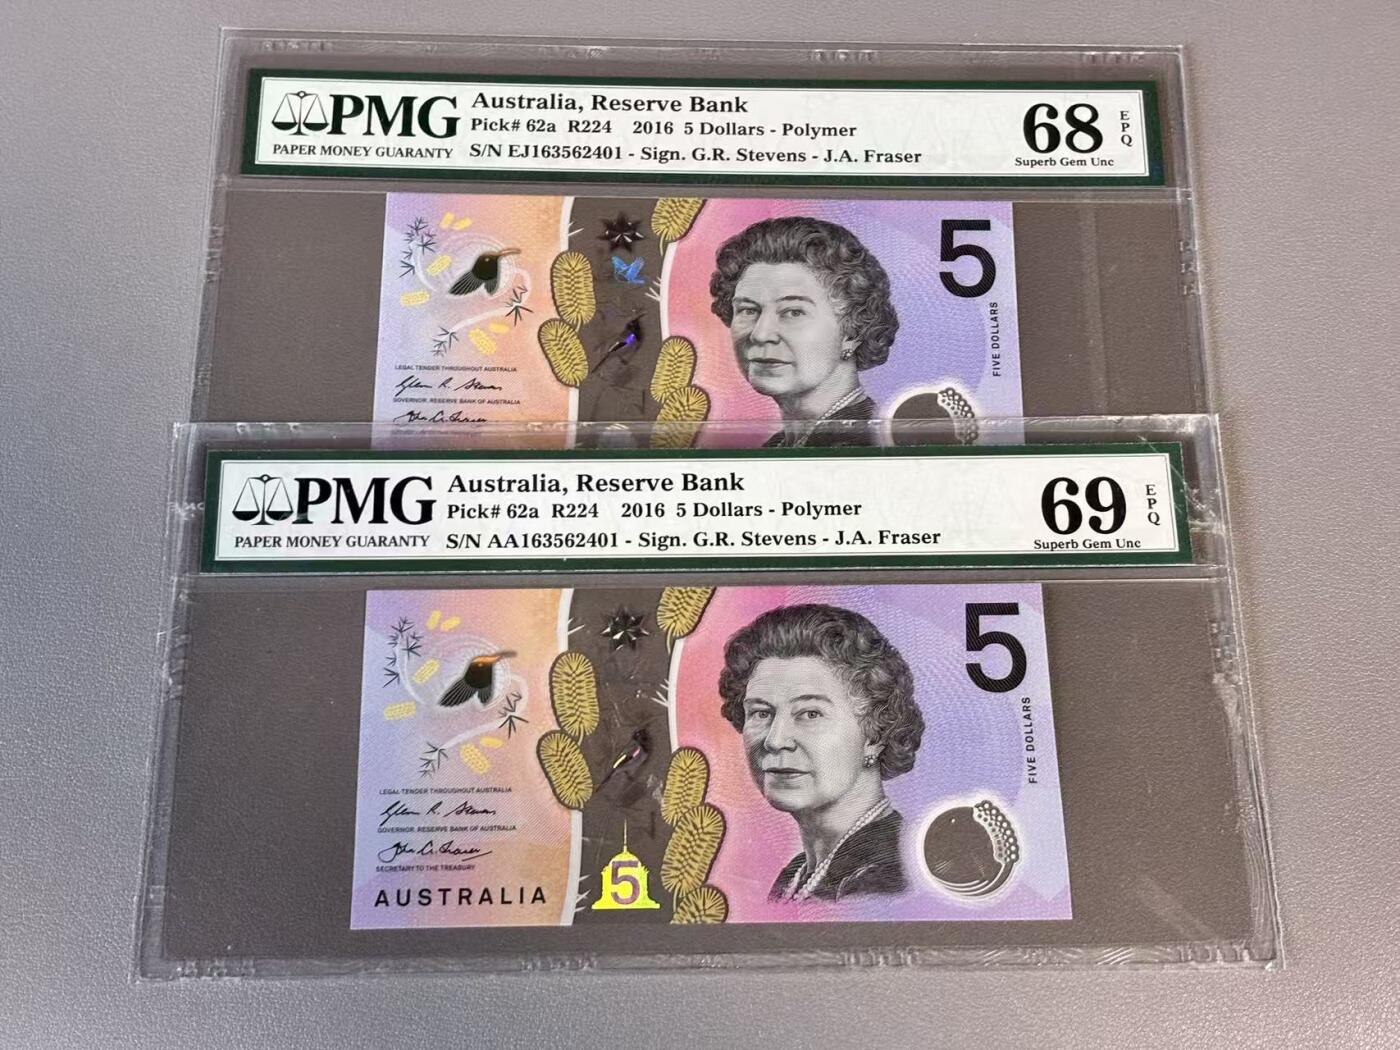 PMG
PAPER MONEY GUARANTY
Australia, Reserve Bank
Pick# 62a R224 2016 5 Dollars - Polymer
S/N EJ163562401 - Sign. G.R. Stevens - J.A. Fraser
68
EPQ
Superb Gem Unc
5
FIVE DOLLARS
LEGAL TENDER THROUGHOUT AUSTRALIA
GOVERNOR, RESERVE BANK OF AUSTRALIA
PMG
PAPER MONEY GUARANTY
Australia, Reserve Bank
Pick# 62a R224 2016 5 Dollars - Polymer
S/N AA163562401 - Sign. G.R. Stevens - J.A. Fraser
69
EPQ
Superb Gem Unc
5
FIVE DOLLARS
LEGAL TENDER THROUGHOUT AUSTRALIA
GOVERNOR, RESERVE BANK OF AUSTRALIA
SECRETARY TO THE TREASURY
AUSTRALIA
5